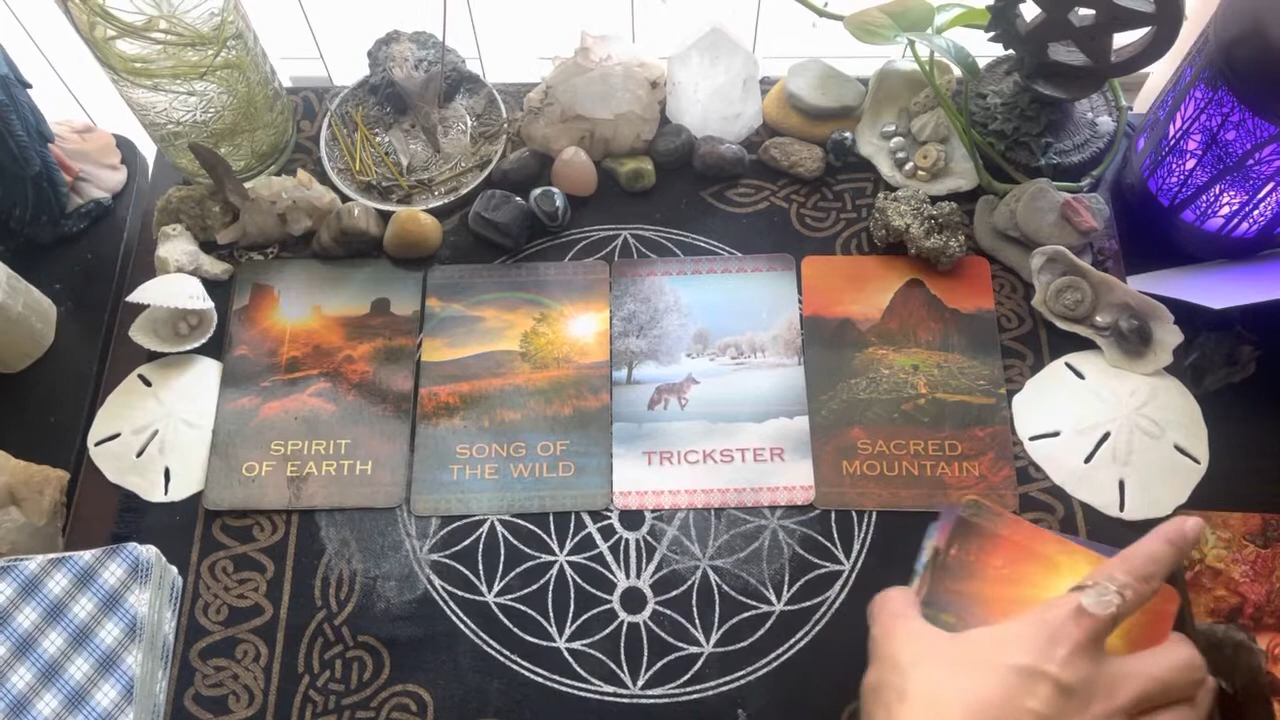 SPIRIT
OF EARTH
SONG OF
THE WILD
TRICKSTER
SACRED
MOUNTAIN